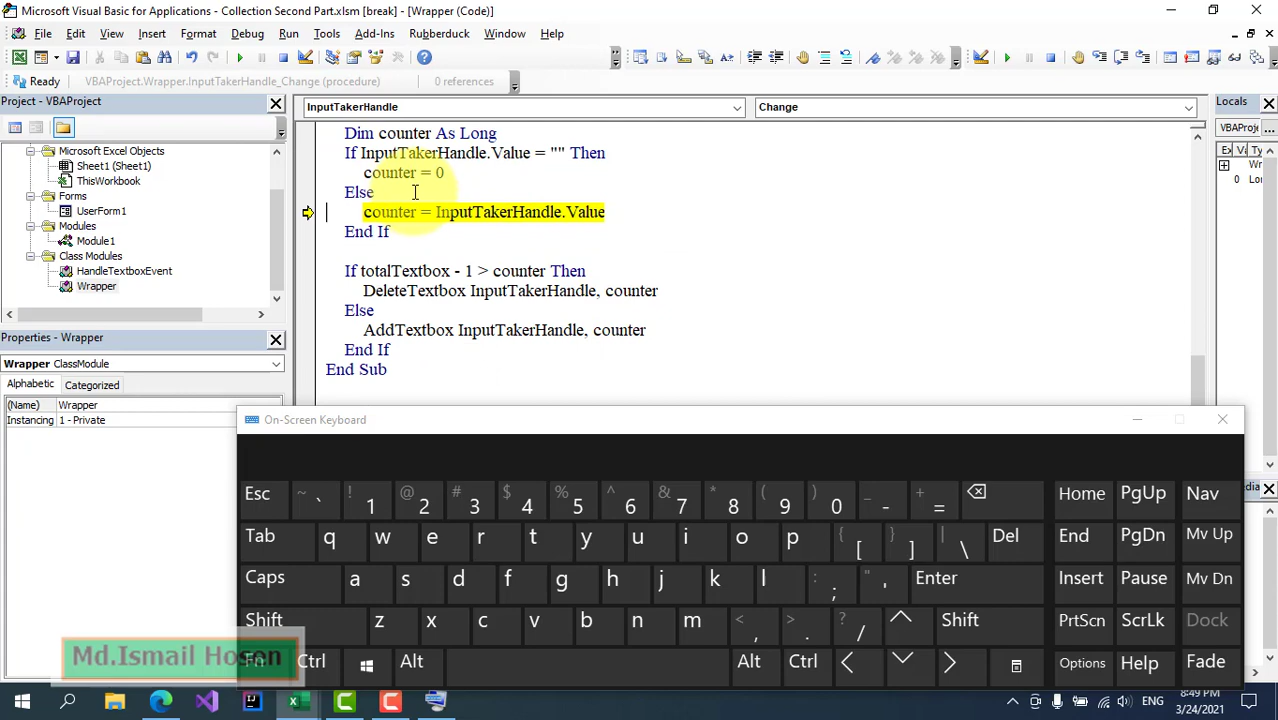 Microsoft Visual Basic for Applications - Collection Second Part.xlsm [break] - [Wrapper (Code)]
File Edit View Insert Format Debug Run Tools Add-Ins Rubberduck Window Help
Ready VBAProject.Wrapper.InputTakerHandle_Change (procedure) 0 references
Project - VBAProject
Microsoft Excel Objects
Sheet1 (Sheet1)
ThisWorkbook
Forms
UserForm1
Modules
Module1
Class Modules
HandleTextboxEvent
Wrapper
Properties - Wrapper
Wrapper ClassModule
Alphabetic Categorized
(Name) Wrapper
Instancing 1 - Private
InputTakerHandle Change
Dim counter As Long
If InputTakerHandle.Value = "" Then
counter = 0
Else
counter = InputTakerHandle.Value
End If
If totalTextbox - 1 > counter Then
DeleteTextbox InputTakerHandle, counter
Else
AddTextbox InputTakerHandle, counter
End If
End Sub
Locals
VBAProj ...
0
On-Screen Keyboard
Esc ~ ` ! 1 @ 2 # 3 $ 4 % 5 ^ 6 & 7 * 8 ( 9 ) 0 _ - + = Home PgUp Nav
Tab q w e r t y u i o p { [ } ] | \ Del End PgDn Mv Up
Caps a s d f g h j k l : ; " ' Enter Insert Pause Mv Dn
Shift z x c v b n m < , > . ? / Shift PrtScn ScrLk Dock
Fn Ctrl Alt Alt Ctrl Options Help Fade
Md.Ismail Hosen
ENG
8:49 PM
3/24/2021